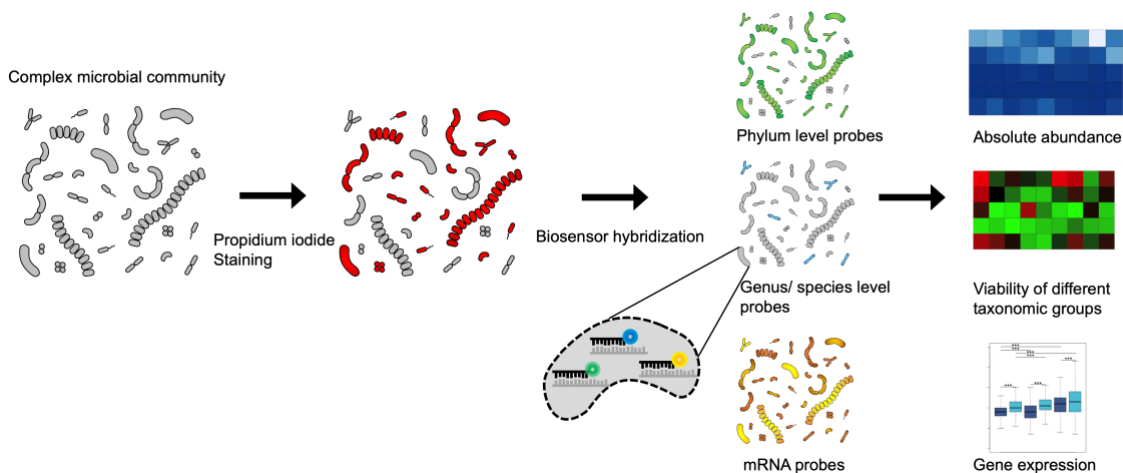 Complex microbial community
Propidium iodide
Staining
Biosensor hybridization
Phylum level probes
Genus/ species level
probes
mRNA probes
Absolute abundance
Viability of different
taxonomic groups
Gene expression